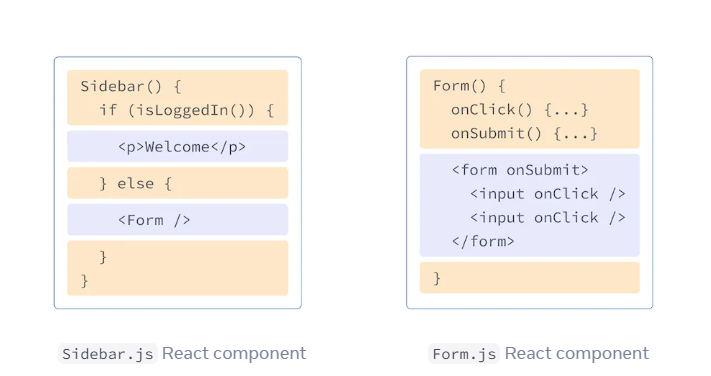 Sidebar() {
if (isLoggedIn()) {
<p>Welcome</p>
} else {
<Form />
}
}
Sidebar.js React component
Form() {
onClick() {...}
onSubmit() {...}
<form onSubmit>
<input onClick />
<input onClick />
</form>
}
Form.js React component